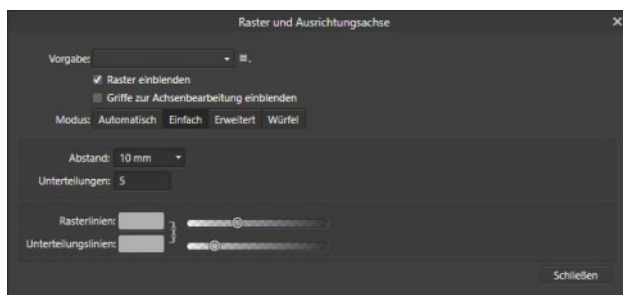 Raster und Ausrichtungsachse
Vorgabe:
Raster einblenden
Griffe zur Achsenbearbeitung einblenden
Modus: Automatisch Einfach Erweitert Würfel
Abstand: 10 mm
Unterteilungen: 5
Rasterlinien:
Unterteilungslinien:
Schließen